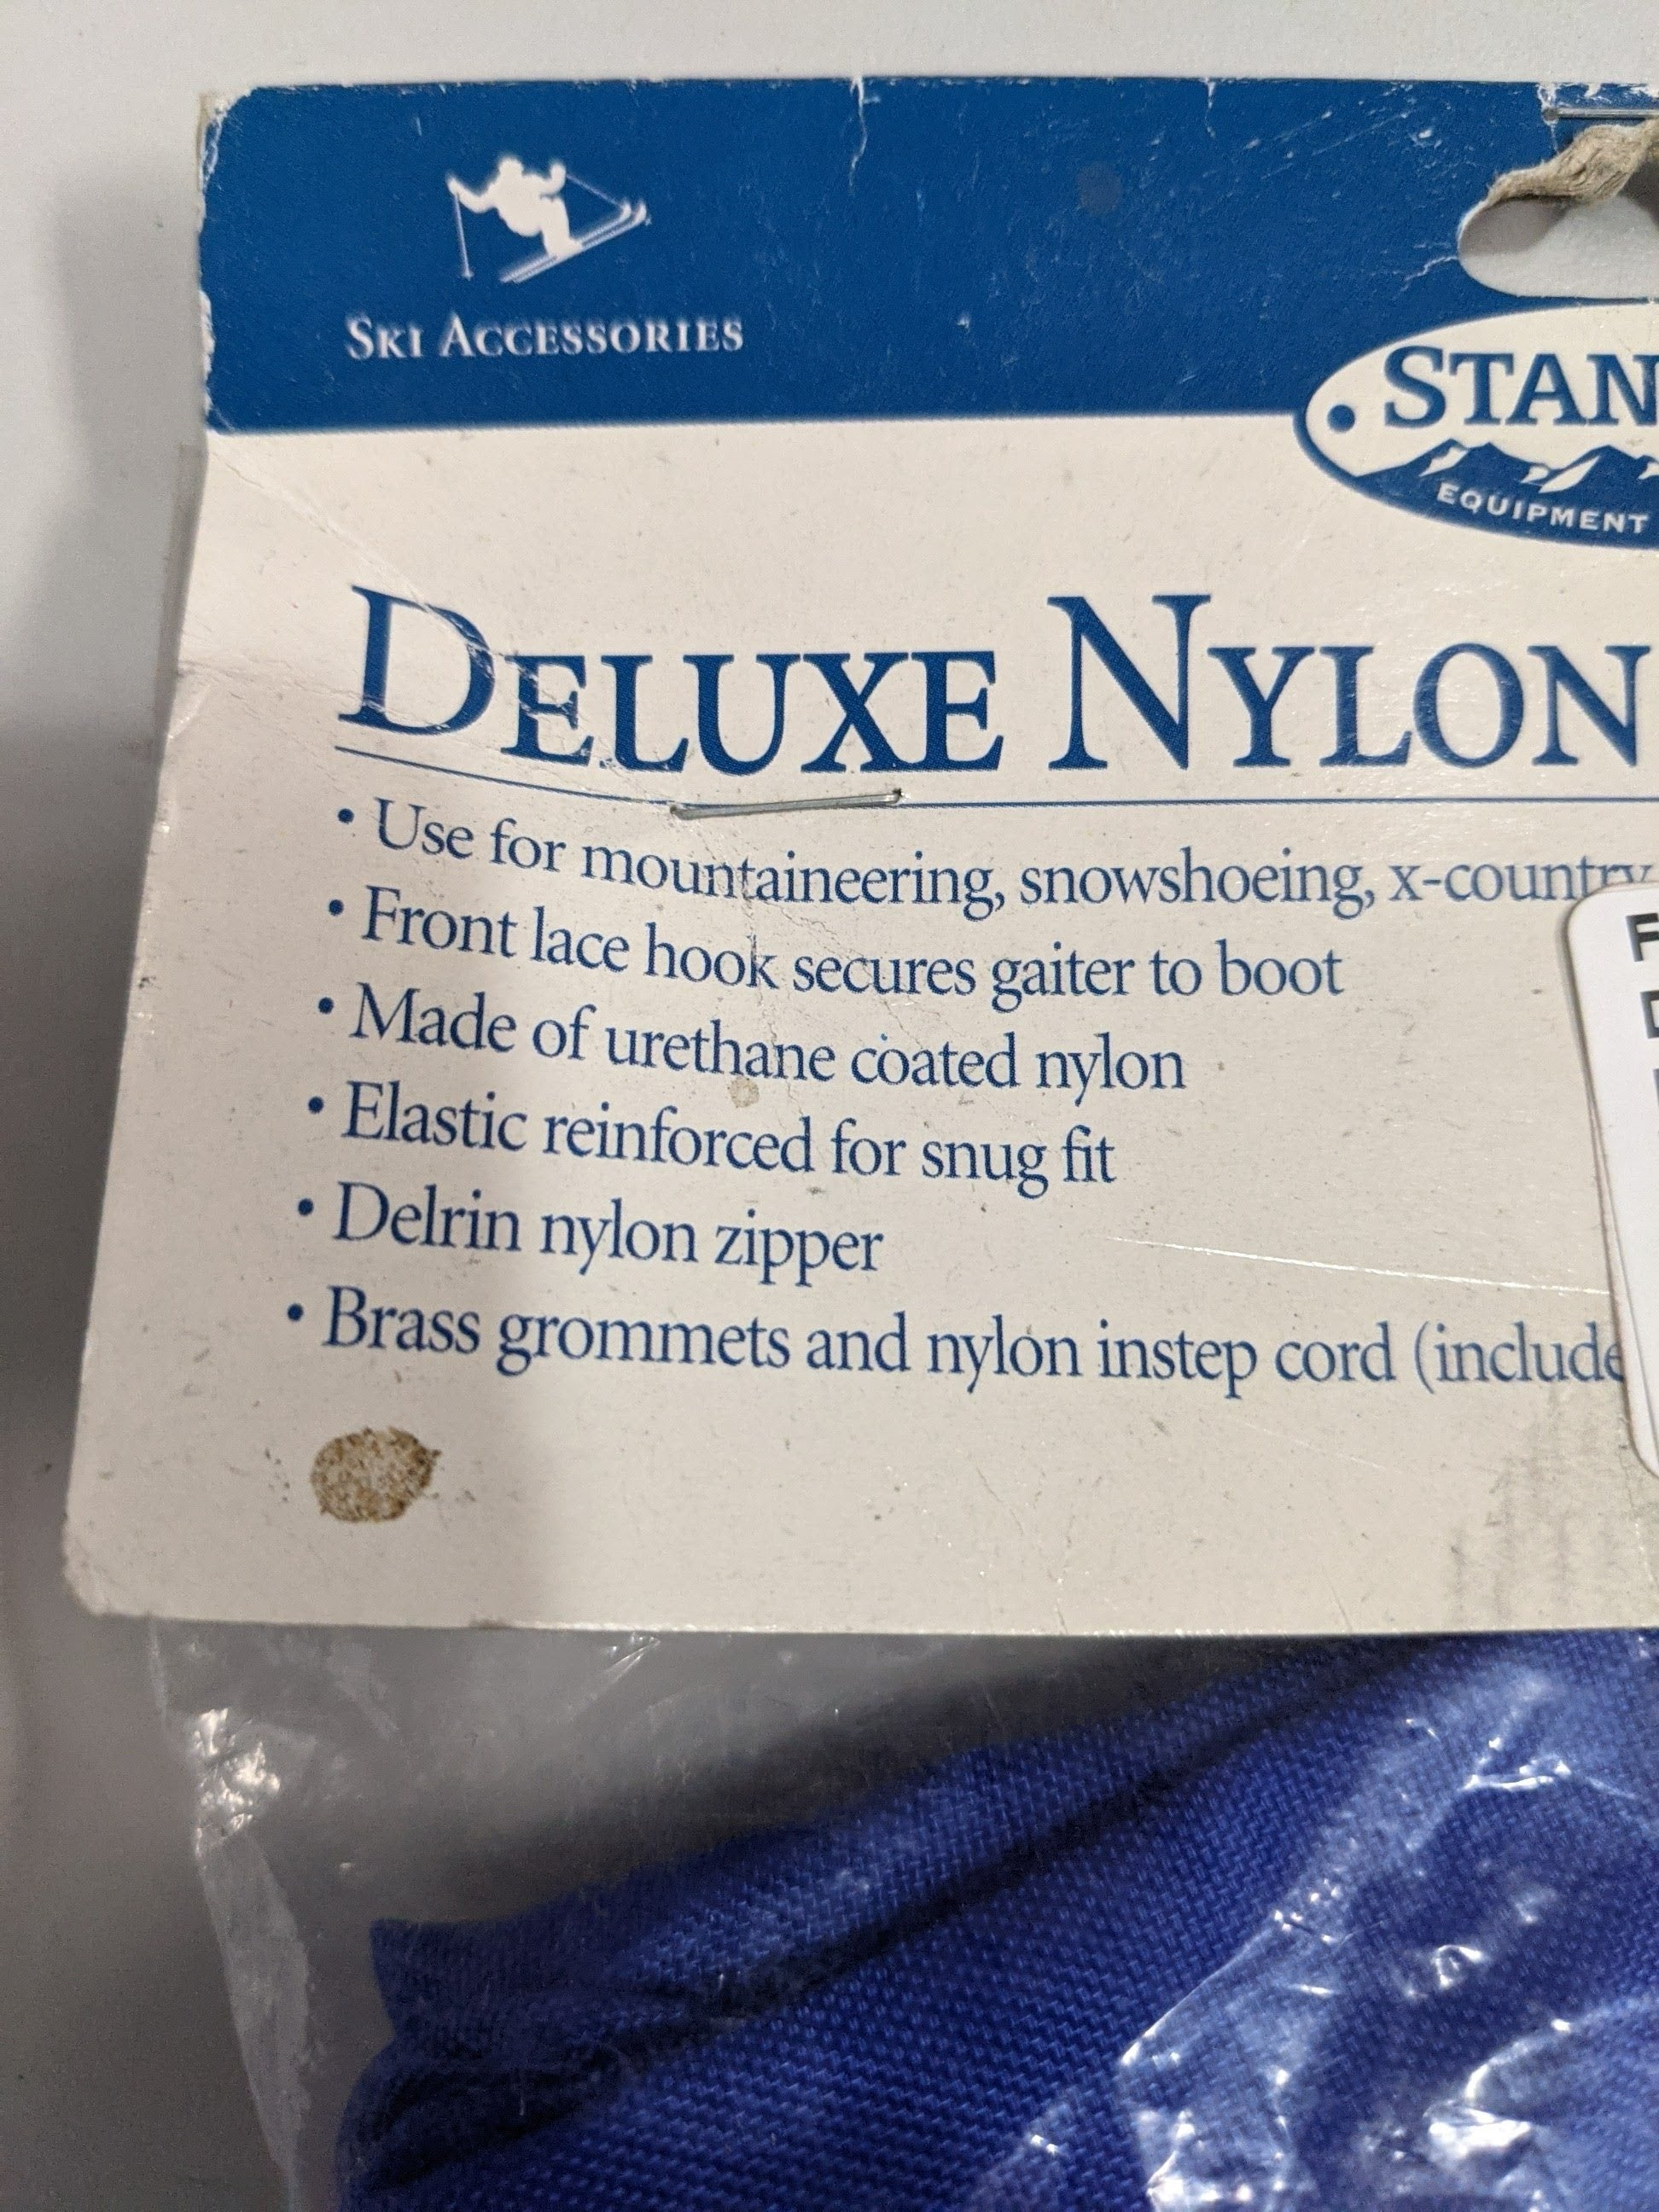 SKI ACCESSORIES
STAN
EQUIPMENT
DELUXE NYLON
• Use for mountaineering, snowshoeing, x-country
• Front lace hook secures gaiter to boot
• Made of urethane coated nylon
• Elastic reinforced for snug fit
• Delrin nylon zipper
• Brass grommets and nylon instep cord (include